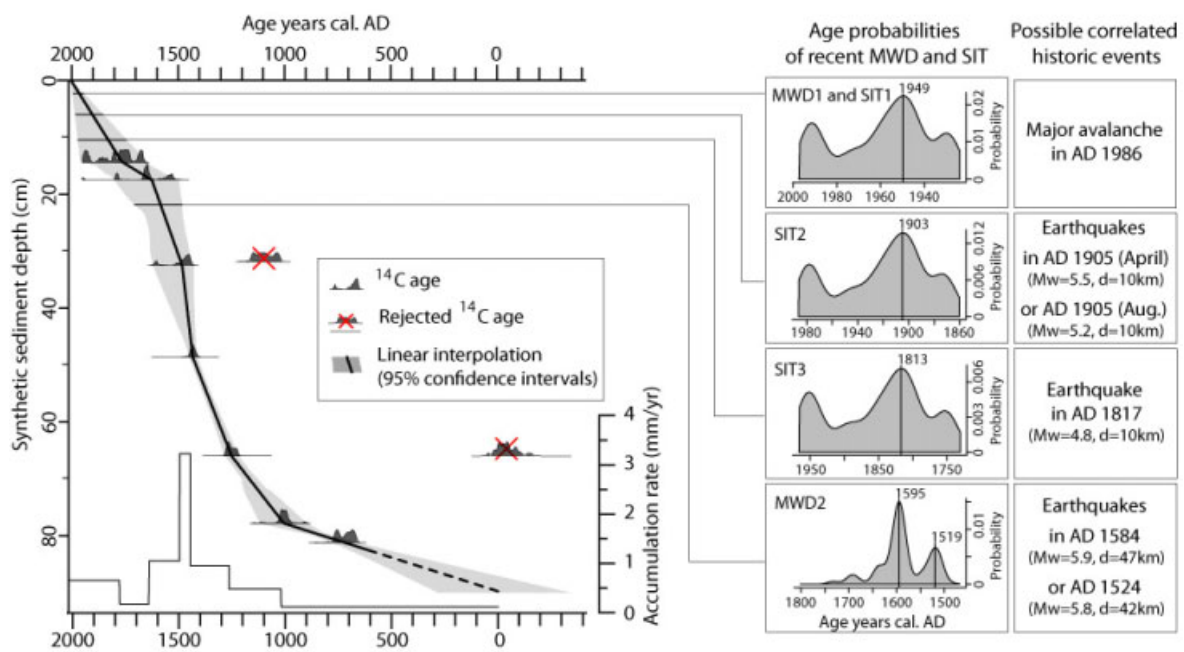 Age years cal. AD
2000 1500 1000 500 0
0
20
40
60
80
Synthetic sediment depth (cm)
14C age
Rejected 14C age
Linear interpolation
(95% confidence intervals)
4
3
2
1
0
Accumulation rate (mm/yr)
2000 1500 1000 500 0
Age probabilities
of recent MWD and SIT
Possible correlated
historic events
MWD1 and SIT1
1949
0.02
0.01
0
Probability
2000 1980 1960 1940
Major avalanche
in AD 1986
SIT2
1903
0.012
0.006
0
Probability
1980 1940 1900 1860
Earthquakes
in AD 1905 (April)
(Mw=5.5, d=10km)
or AD 1905 (Aug.)
(Mw=5.2, d=10km)
SIT3
1813
0.006
0.003
0
Probability
1950 1850 1750
Earthquake
in AD 1817
(Mw=4.8, d=10km)
MWD2
1595
1519
0.01
0
Probability
1800 1700 1600 1500
Age years cal. AD
Earthquakes
in AD 1584
(Mw=5.9, d=47km)
or AD 1524
(Mw=5.8, d=42km)